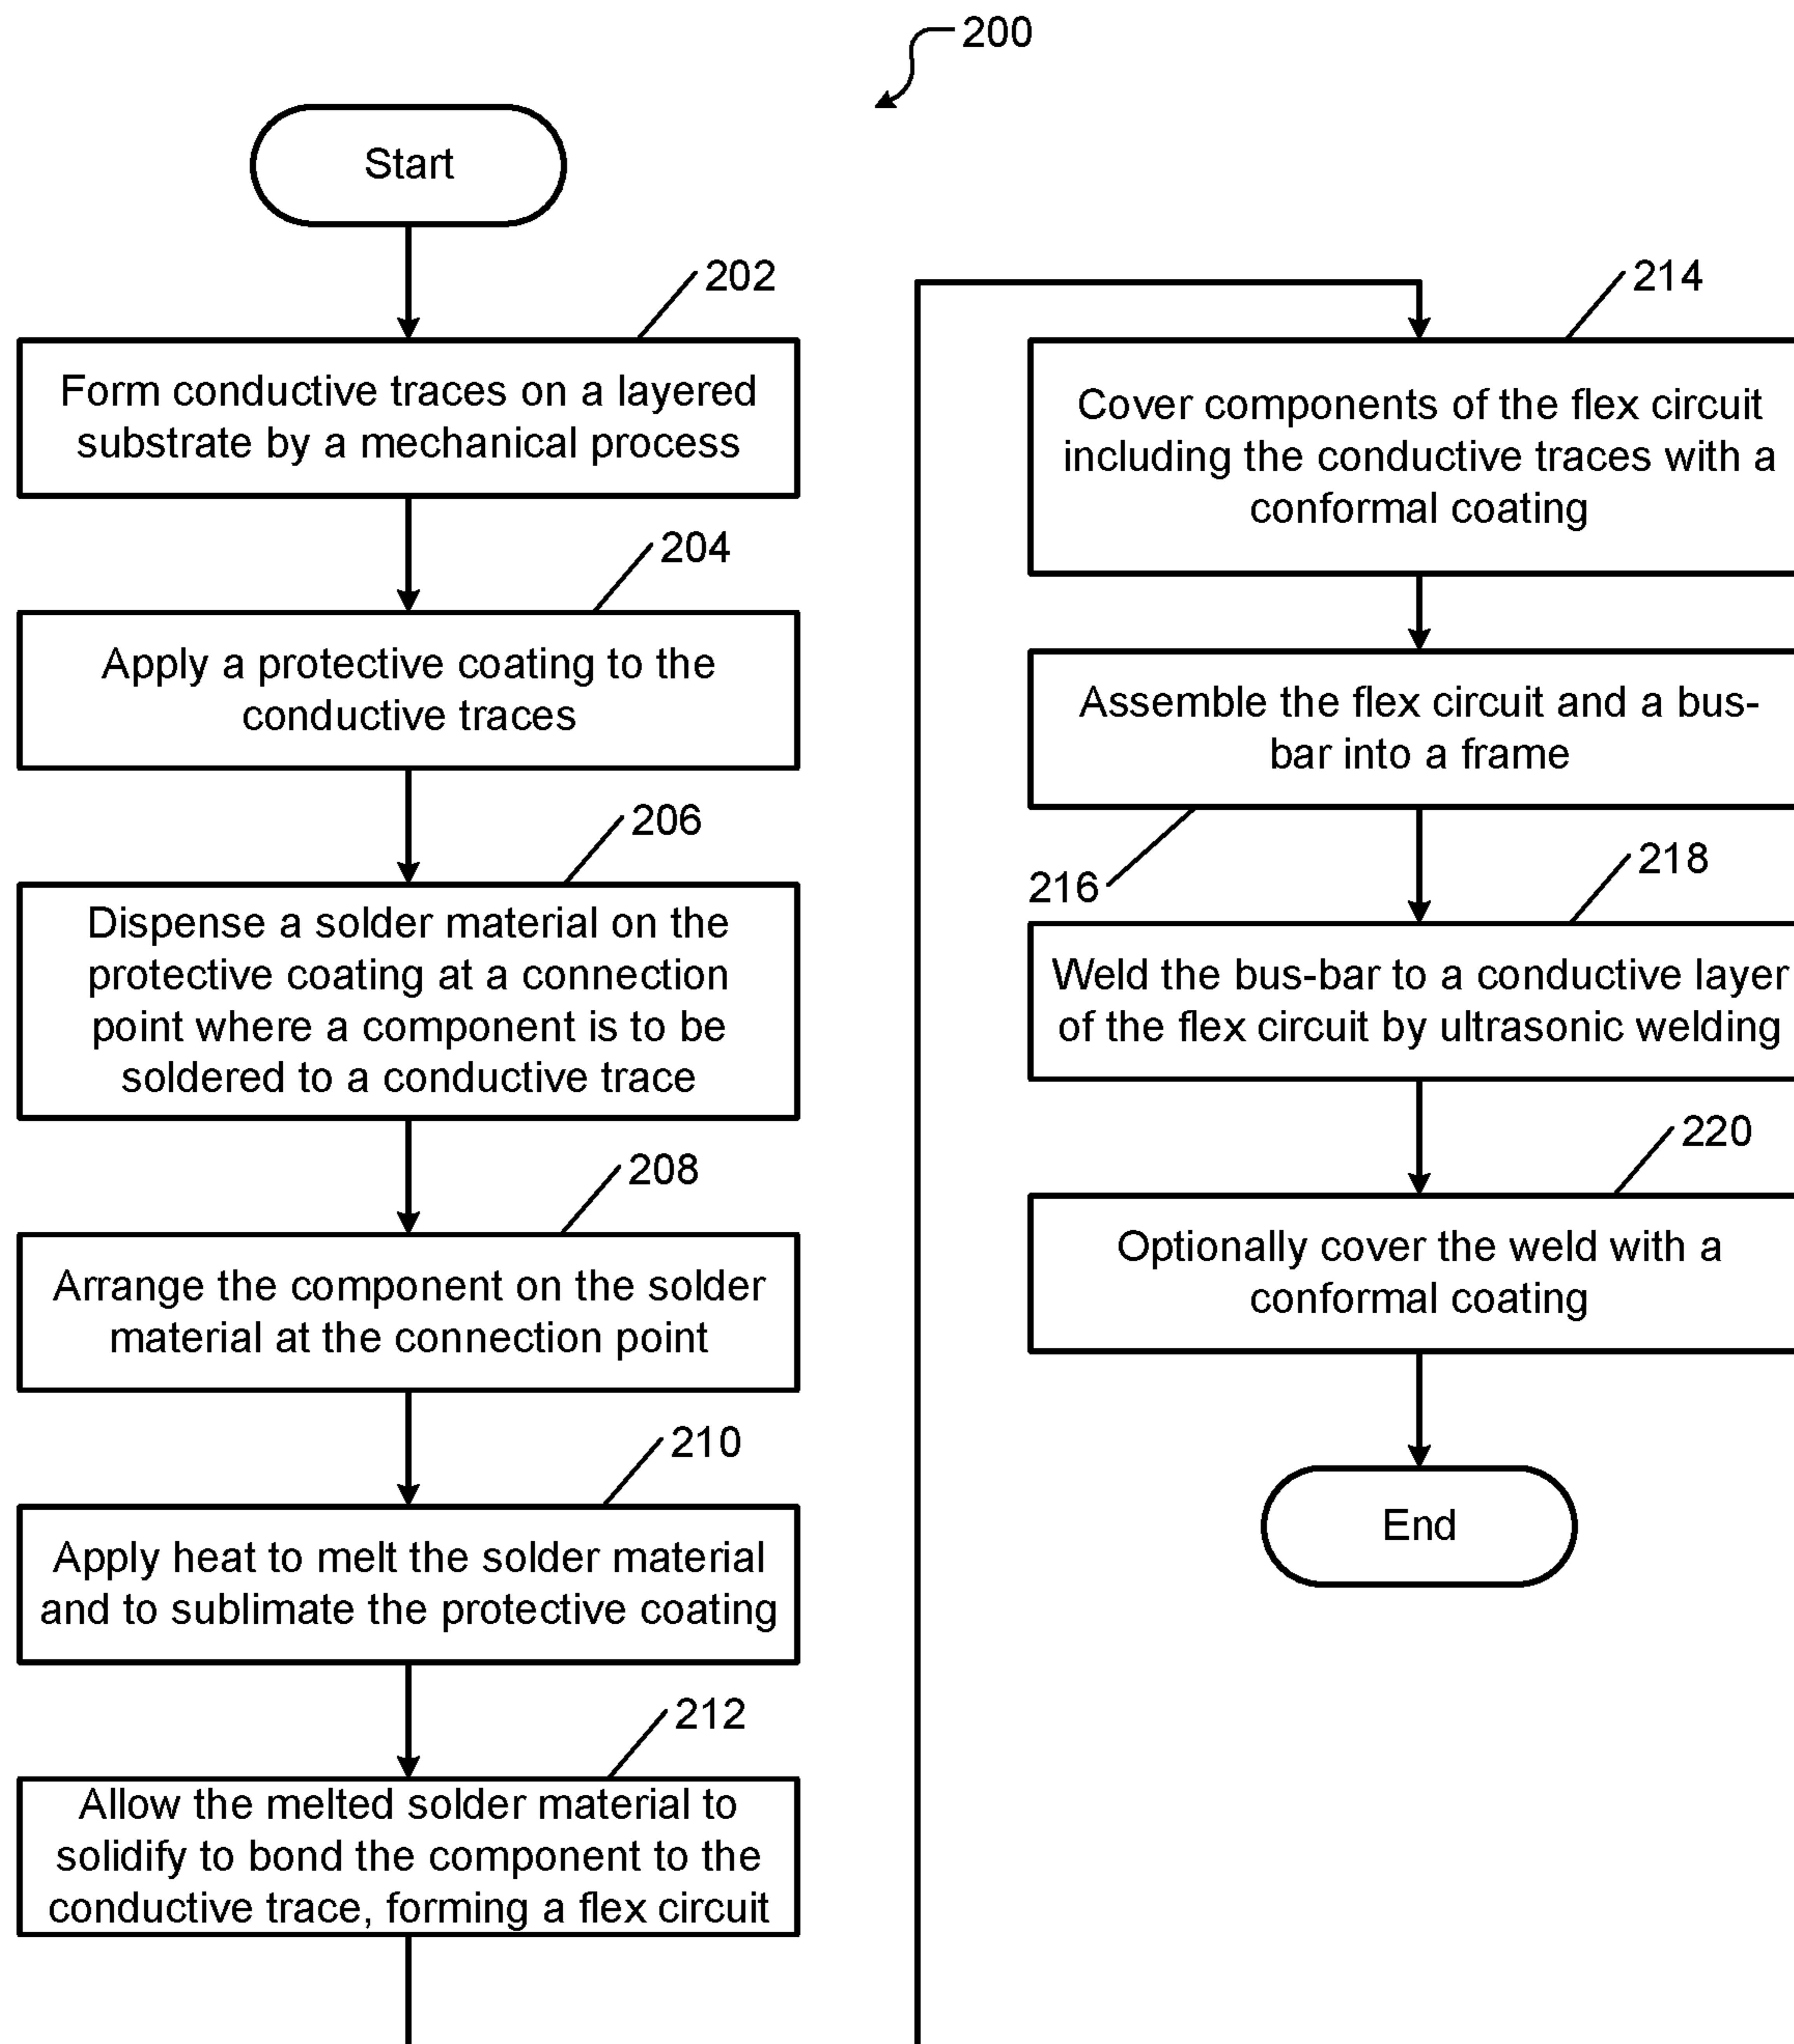 200
Start
202
Form conductive traces on a layered
substrate by a mechanical process
204
Apply a protective coating to the
conductive traces
206
Dispense a solder material on the
protective coating at a connection
point where a component is to be
soldered to a conductive trace
208
Arrange the component on the solder
material at the connection point
210
Apply heat to melt the solder material
and to sublimate the protective coating
212
Allow the melted solder material to
solidify to bond the component to the
conductive trace, forming a flex circuit
214
Cover components of the flex circuit
including the conductive traces with a
conformal coating
Assemble the flex circuit and a bus-
bar into a frame
216
218
Weld the bus-bar to a conductive layer
of the flex circuit by ultrasonic welding
220
Optionally cover the weld with a
conformal coating
End